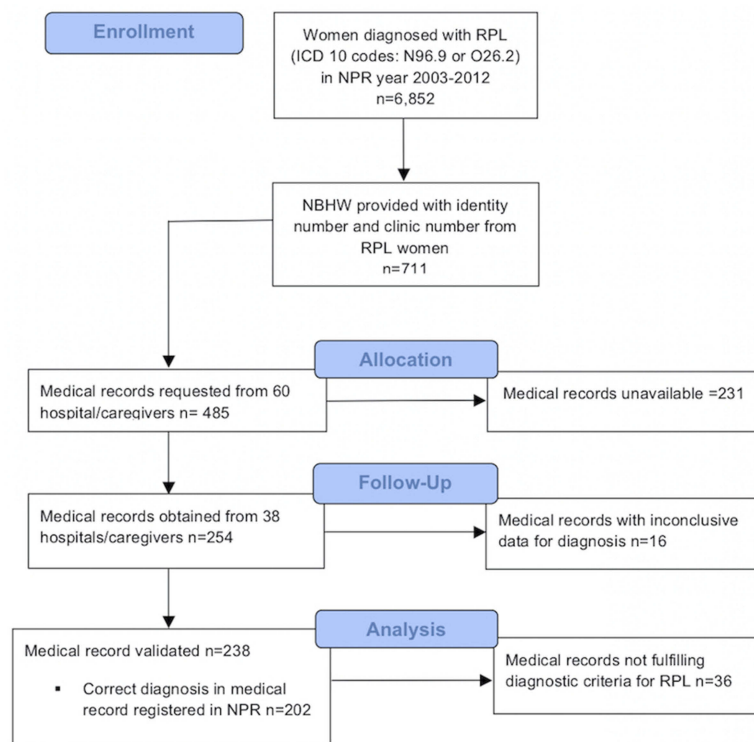 Enrollment
Women diagnosed with RPL
(ICD 10 codes: N96.9 or O26.2)
in NPR year 2003-2012
n=6,852
NBHW provided with identity
number and clinic number from
RPL women
n=711
Allocation
Medical records requested from 60
hospital/caregivers n= 485
Medical records unavailable =231
Follow-Up
Medical records obtained from 38
hospitals/caregivers n=254
Medical records with inconclusive
data for diagnosis n=16
Analysis
Medical record validated n=238
▪ Correct diagnosis in medical
record registered in NPR n=202
Medical records not fulfilling
diagnostic criteria for RPL n=36